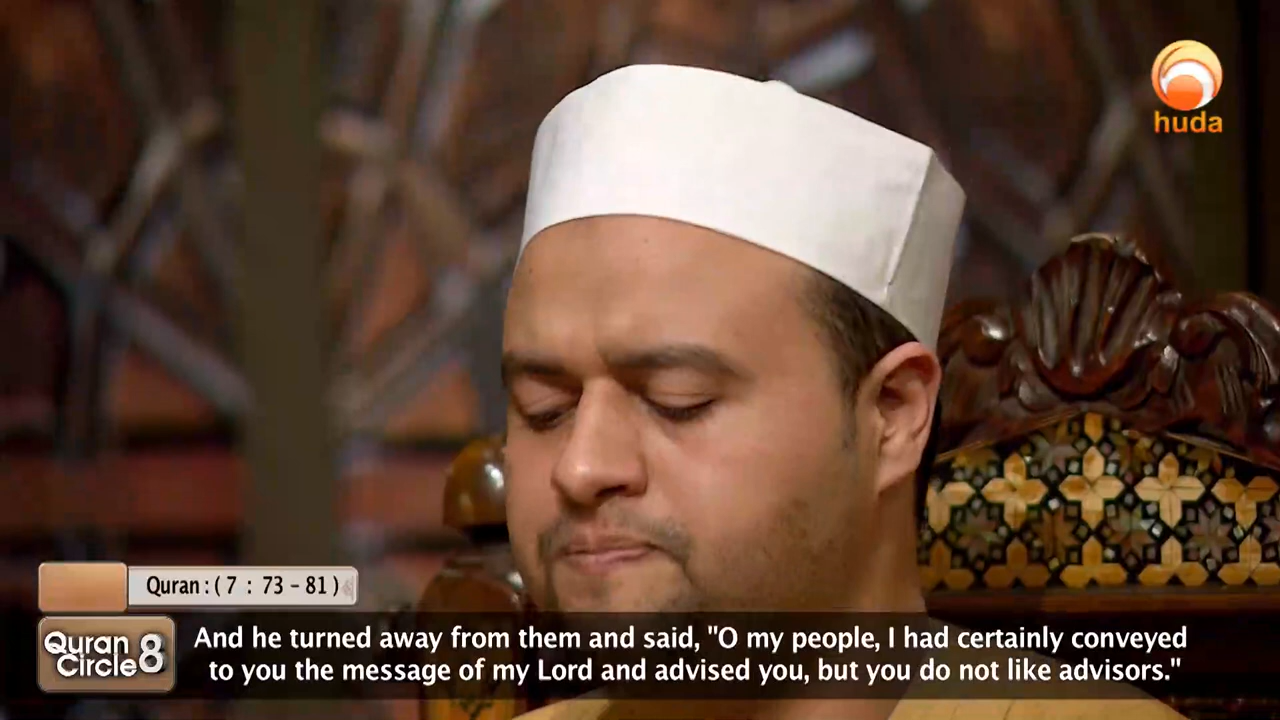 huda
Quran : ( 7 : 73 - 81 )
Quran
Circle 8
And he turned away from them and said, "O my people, I had certainly conveyed
to you the message of my Lord and advised you, but you do not like advisors."